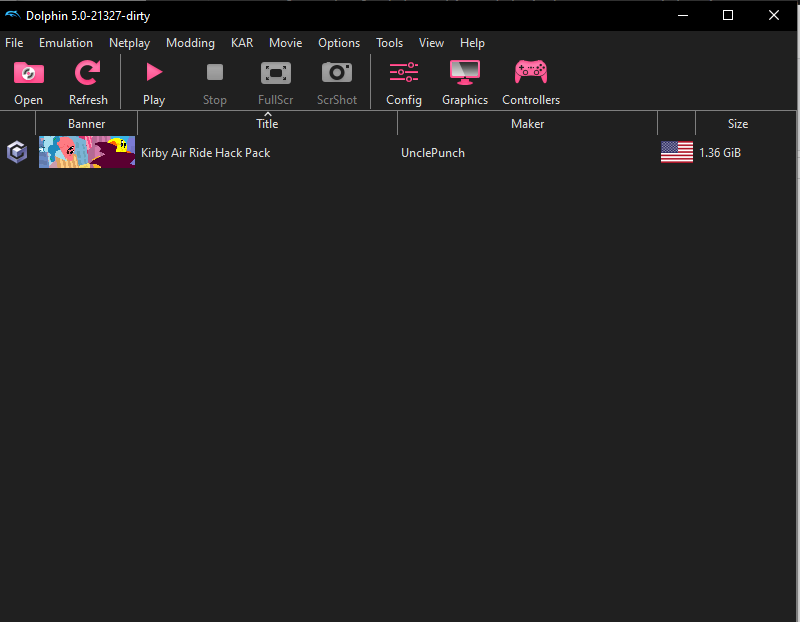 Dolphin 5.0-21327-dirty
File Emulation Netplay Modding KAR Movie Options Tools View Help
Open Refresh Play Stop FullScr ScrShot Config Graphics Controllers
Banner Title Maker Size
Kirby Air Ride Hack Pack UnclePunch 1.36 GiB